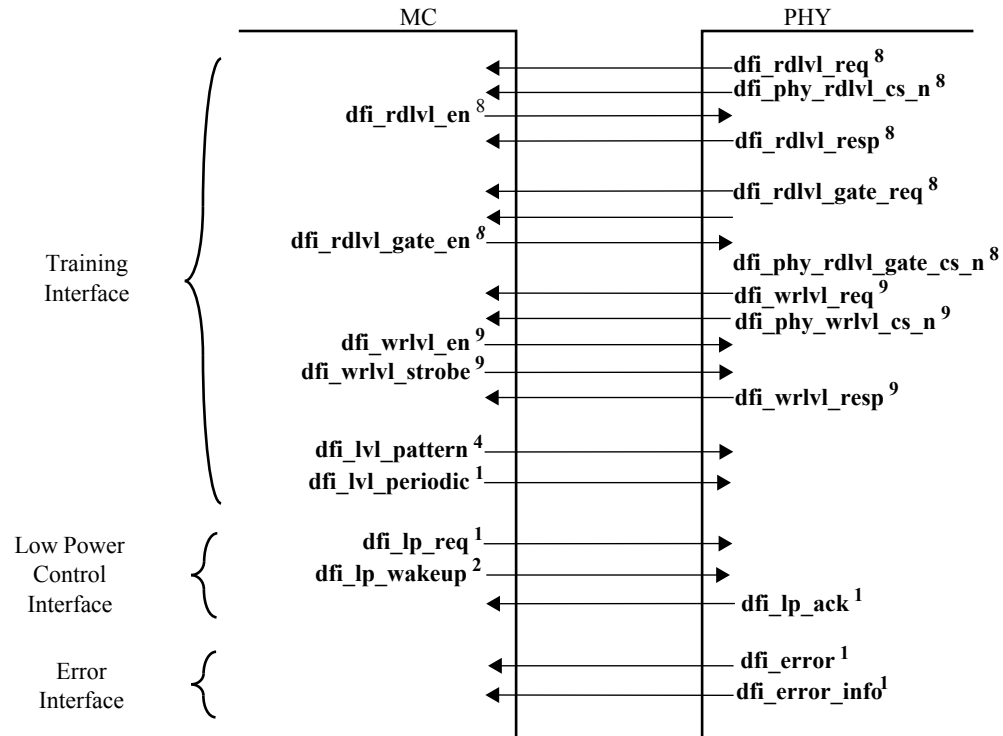 MC PHY
dfi_rdlvl_req 8
dfi_phy_rdlvl_cs_n 8
dfi_rdlvl_en 8
dfi_rdlvl_resp 8
dfi_rdlvl_gate_req 8
dfi_rdlvl_gate_en 8
dfi_phy_rdlvl_gate_cs_n 8
Training
Interface
dfi_wrlvl_req 9
dfi_phy_wrlvl_cs_n 9
dfi_wrlvl_en 9
dfi_wrlvl_strobe 9
dfi_wrlvl_resp 9
dfi_lvl_pattern 4
dfi_lvl_periodic 1
Low Power
Control
Interface
dfi_lp_req 1
dfi_lp_wakeup 2
dfi_lp_ack 1
Error
Interface
dfi_error 1
dfi_error_info 1